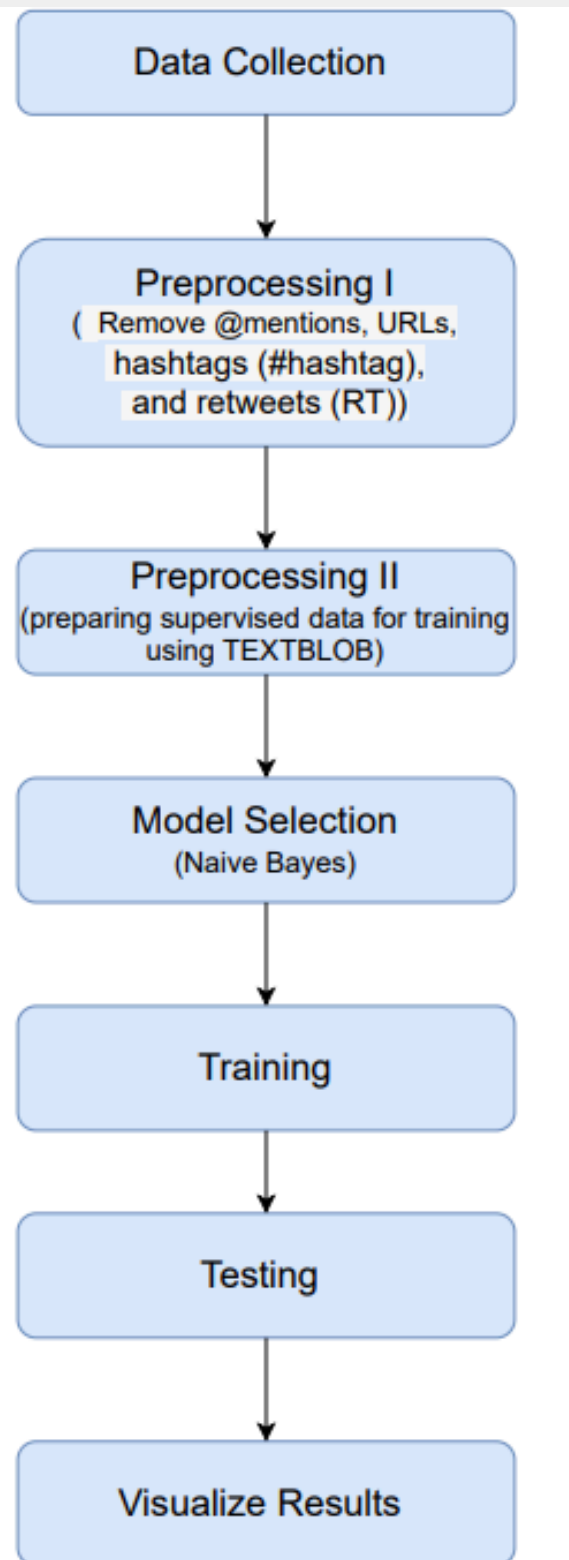 Data Collection
Preprocessing I
( Remove @mentions, URLs,
hashtags (#hashtag),
and retweets (RT))
Preprocessing II
(preparing supervised data for training
using TEXTBLOB)
Model Selection
(Naive Bayes)
Training
Testing
Visualize Results